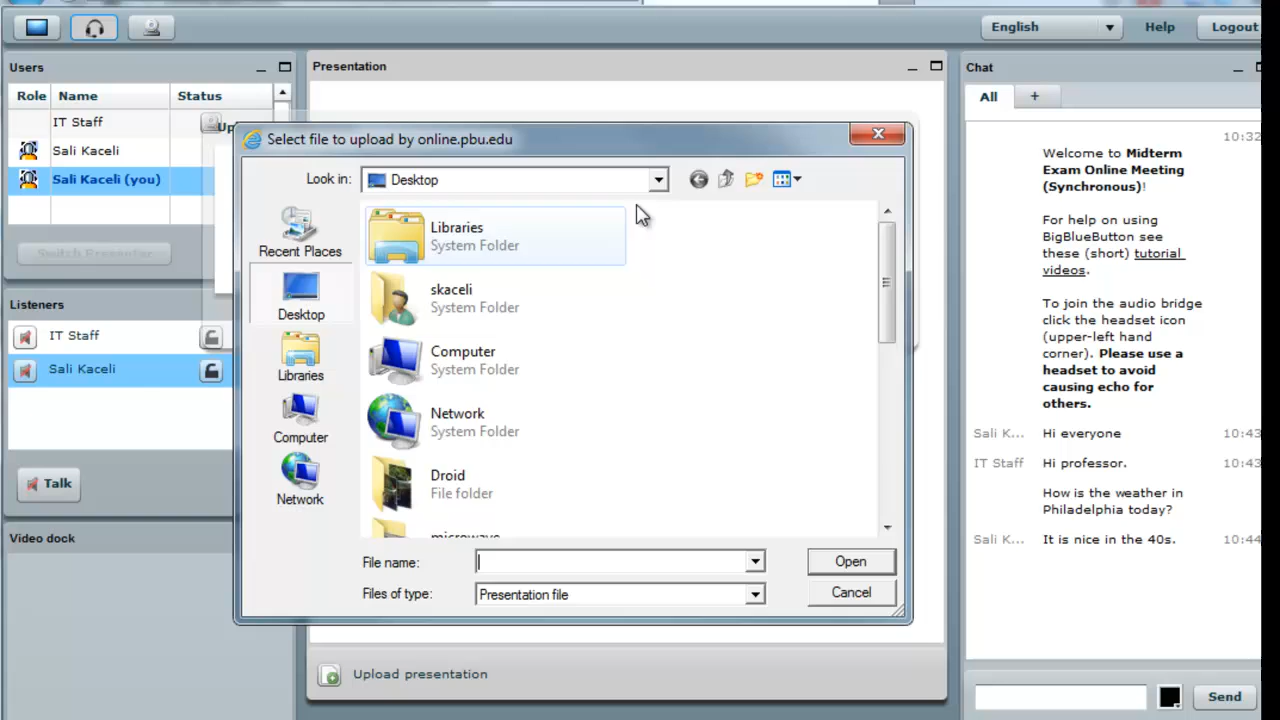 English
Help
Logout
Users
Role Name Status
IT Staff
Sali Kaceli
Sali Kaceli (you)
Switch Presenter
Listeners
IT Staff
Sali Kaceli
Talk
Video dock
Presentation
Up
Select file to upload by online.pbu.edu
Look in: Desktop
Recent Places
Desktop
Libraries
Computer
Network
Libraries
System Folder
skaceli
System Folder
Computer
System Folder
Network
System Folder
Droid
File folder
microwave
File name:
Open
Files of type: Presentation file
Cancel
Upload presentation
Chat
All +
10:32
Welcome to Midterm
Exam Online Meeting
(Synchronous)!
For help on using
BigBlueButton see
these (short) tutorial
videos.
To join the audio bridge
click the headset icon
(upper-left hand
corner). Please use a
headset to avoid
causing echo for
others.
Sali K... Hi everyone 10:43
IT Staff Hi professor. 10:43
How is the weather in
Philadelphia today?
Sali K... It is nice in the 40s. 10:44
Send